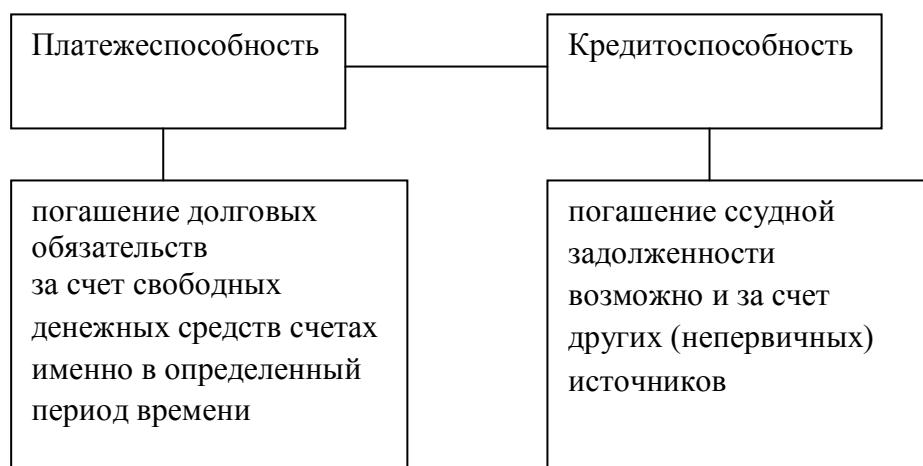 Платежеспособность
Кредитоспособность
погашение долговых
обязательств
за счет свободных
денежных средств счетах
именно в определенный
период времени
погашение ссудной
задолженности
возможно и за счет
других (непервичных)
источников